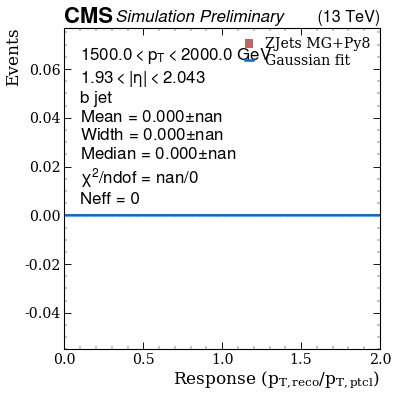 CMS Simulation Preliminary (13 TeV)
Events
1500.0 < p_T < 2000.0 GeV
ZJets MG+Py8
Gaussian fit
1.93 < |η| < 2.043
b jet
Mean = 0.000±nan
Width = 0.000±nan
Median = 0.000±nan
χ²/ndof = nan/0
Neff = 0
0.06
0.04
0.02
0.00
-0.02
-0.04
0.0 0.5 1.0 1.5 2.0
Response (p_T,reco/p_T,ptcl)